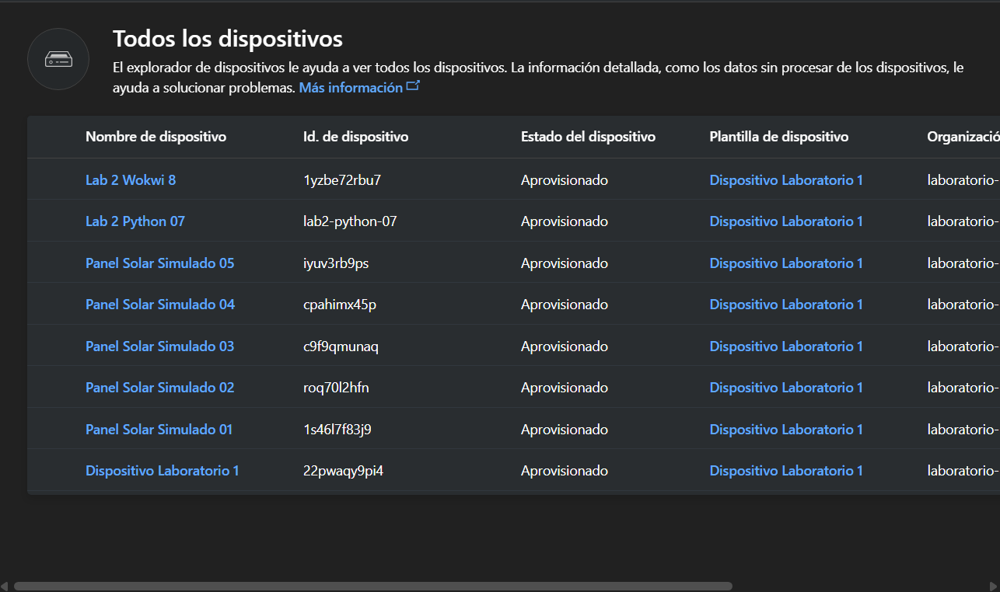 Todos los dispositivos
El explorador de dispositivos le ayuda a ver todos los dispositivos. La información detallada, como los datos sin procesar de los dispositivos, le
ayuda a solucionar problemas. Más información
Nombre de dispositivo Id. de dispositivo Estado del dispositivo Plantilla de dispositivo Organizació
Lab 2 Wokwi 8 1yzbe72rbu7 Aprovisionado Dispositivo Laboratorio 1 laboratorio-
Lab 2 Python 07 lab2-python-07 Aprovisionado Dispositivo Laboratorio 1 laboratorio-
Panel Solar Simulado 05 iyuv3rb9ps Aprovisionado Dispositivo Laboratorio 1 laboratorio-
Panel Solar Simulado 04 cpahimx45p Aprovisionado Dispositivo Laboratorio 1 laboratorio-
Panel Solar Simulado 03 c9f9qmunaq Aprovisionado Dispositivo Laboratorio 1 laboratorio-
Panel Solar Simulado 02 roq70l2hfn Aprovisionado Dispositivo Laboratorio 1 laboratorio-
Panel Solar Simulado 01 1s46l7f83j9 Aprovisionado Dispositivo Laboratorio 1 laboratorio-
Dispositivo Laboratorio 1 22pwaqy9pi4 Aprovisionado Dispositivo Laboratorio 1 laboratorio-